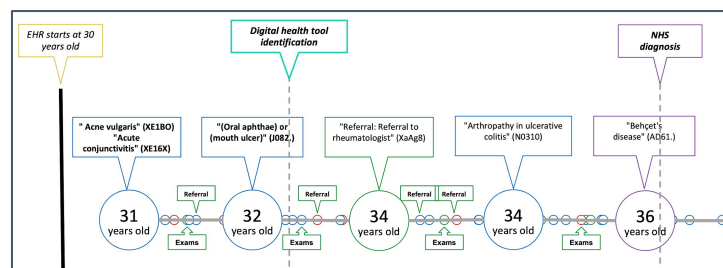 EHR starts at 30
years old
Digital health tool
identification
NHS
diagnosis
" Acne vulgaris" (XE1BO)
"Acute
conjunctivitis" (XE16X)
"(Oral aphthae) or
(mouth ulcer)" (J08Z.)
"Referral: Referral to
rheumatologist" (XaAg8)
"Arthropathy in ulcerative
colitis" (N0310)
"Behçet's
disease" (AD61.)
Referral
Referral
Referral
Referral
31
years old
32
years old
34
years old
34
years old
36
years old
Exams
Exams
Exams
Exams